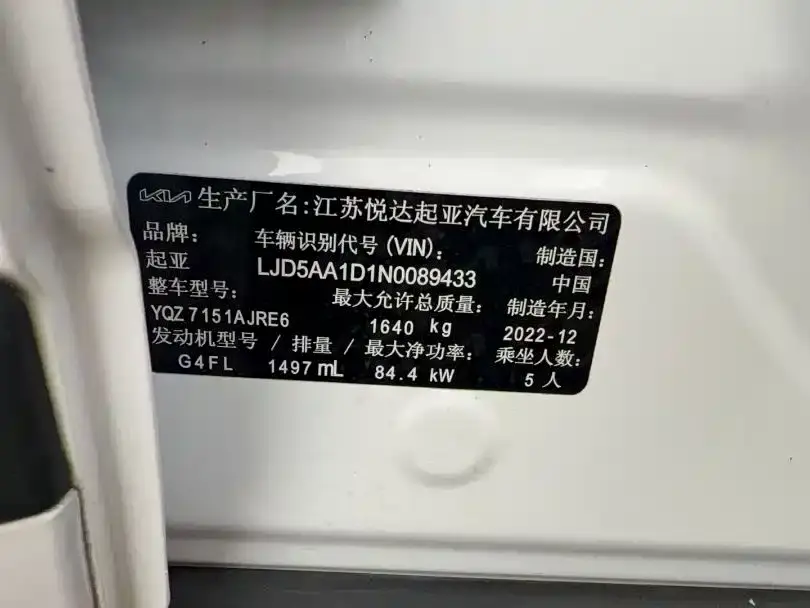 KIA 生产厂名:江苏悦达起亚汽车有限公司
品牌: 车辆识别代号(VIN): 制造国:
起亚 LJD5AA1D1N0089433 中国
整车型号: 最大允许总质量: 制造年月:
YQZ7151AJRE6 1640 kg 2022-12
发动机型号 / 排量 / 最大净功率: 乘坐人数:
G4FL 1497 mL 84.4 kW 5 人